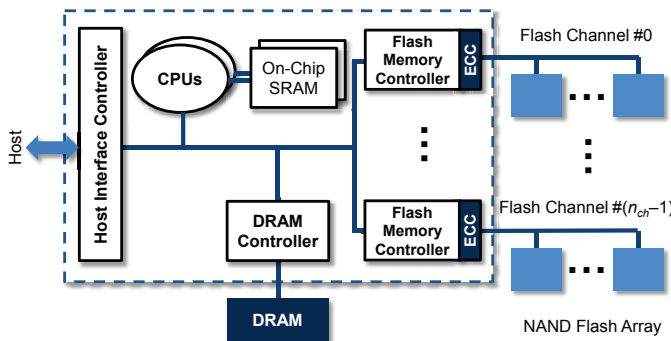 Host
Host Interface Controller
CPUs
On-Chip
SRAM
Flash
Memory
Controller
ECC
Flash Channel #0
DRAM
Controller
DRAM
Flash
Memory
Controller
ECC
Flash Channel #(n_ch–1)
NAND Flash Array